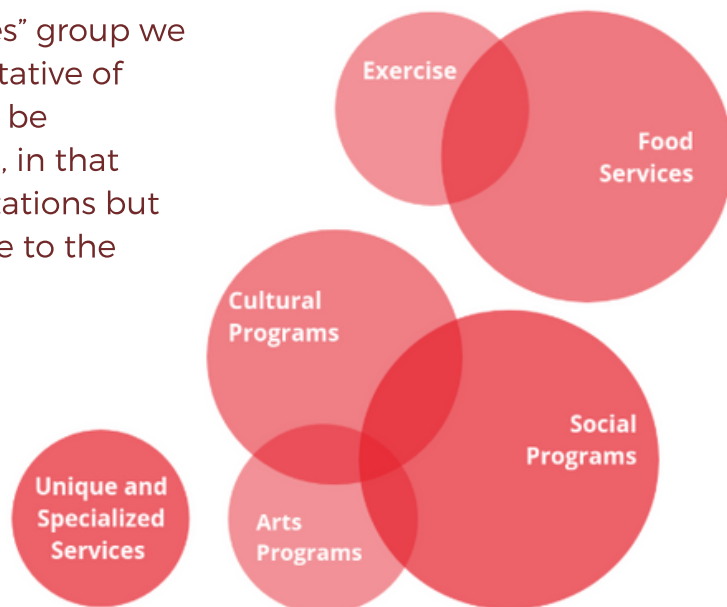 es” group we
tative of
be
, in that
tations but
e to the
Exercise
Food
Services
Cultural
Programs
Social
Programs
Unique and
Specialized
Services
Arts
Programs